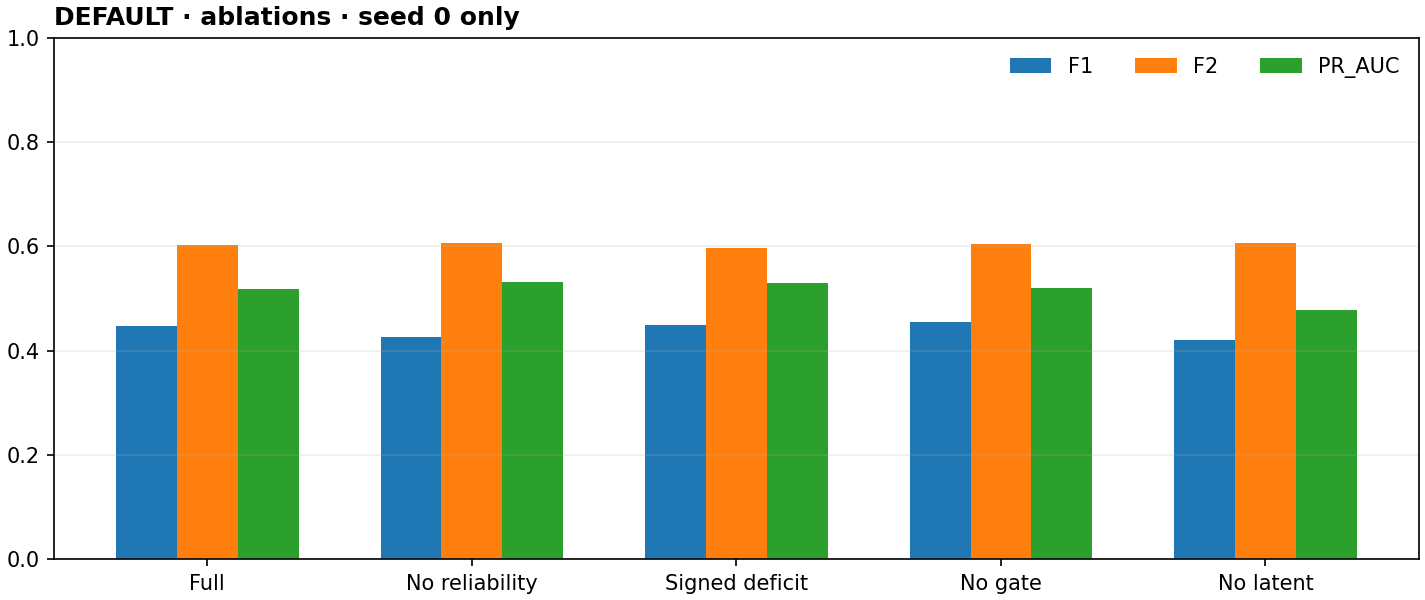 DEFAULT · ablations · seed 0 only
1.0
F1 F2 PR_AUC
0.8
0.6
0.4
0.2
0.0
Full No reliability Signed deficit No gate No latent